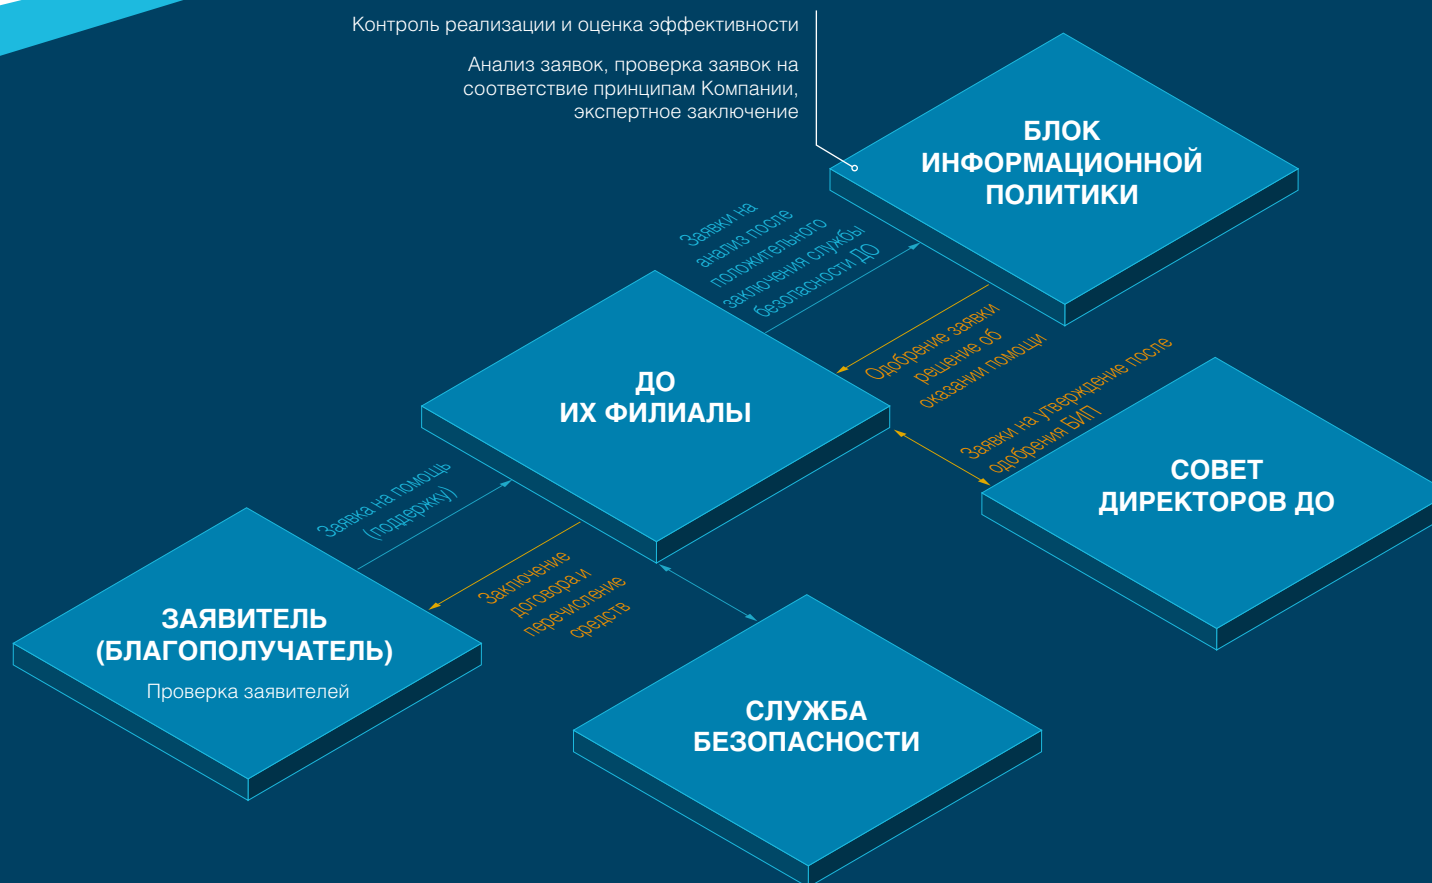 Контроль реализации и оценка эффективности
Анализ заявок, проверка заявок на
соответствие принципам Компании,
экспертное заключение
БЛОК
ИНФОРМАЦИОННОЙ
ПОЛИТИКИ
Заявки на
анализ после
положительного
заключения службы
безопасности ДО
Одобрение заявки
решение об
оказании помощи
ДО
ИХ ФИЛИАЛЫ
Заявки на утверждение после
одобрения БИП
СОВЕТ
ДИРЕКТОРОВ ДО
Заявка на помощь
(поддержку)
Заключение
договора и
перечисление
средств
ЗАЯВИТЕЛЬ
(БЛАГОПОЛУЧАТЕЛЬ)
Проверка заявителей
СЛУЖБА
БЕЗОПАСНОСТИ